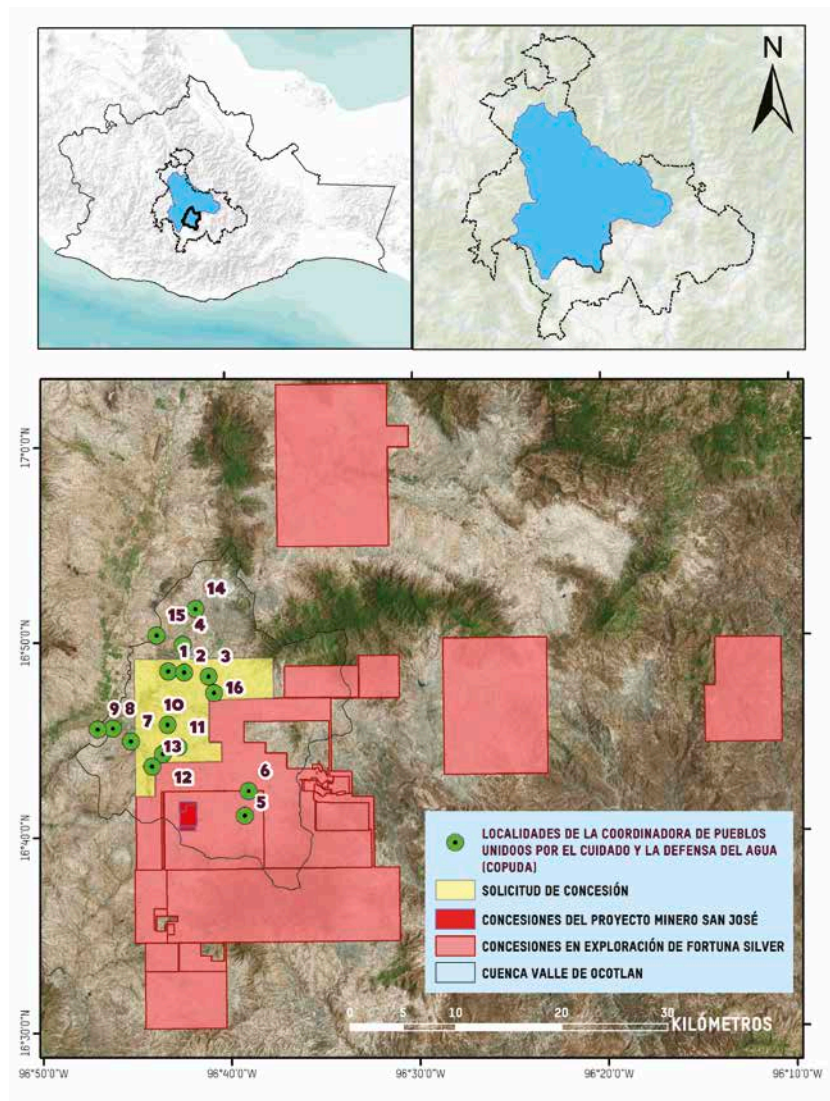 N
17°0'0"N
14
15
4
16°50'0"N
1
2
3
16
10
9
8
7
11
13
6
12
5
16°40'0"N
LOCALIDADES DE LA COORDINADORA DE PUEBLOS
UNIDOOS POR EL CUIDADO Y LA DEFENSA DEL AGUA
(COPUDA)
SOLICITUD DE CONCESIÓN
CONCESIONES DEL PROYECTO MINERO SAN JOSÉ
CONCESIONES EN EXPLORACIÓN DE FORTUNA SILVER
CUENCA VALLE DE OCOTLAN
16°30'0"N
0 5 10 20 30
KILÓMETROS
96°50'0"W 96°40'0"W 96°30'0"W 96°20'0"W 96°10'0"W